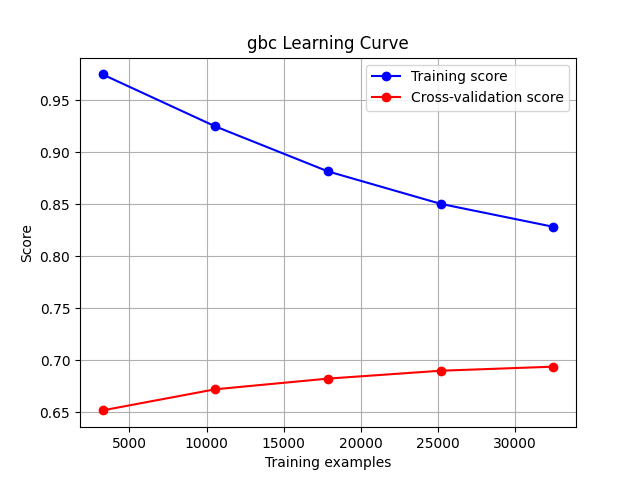 gbc Learning Curve
Training score
Cross-validation score
0.95
0.90
0.85
0.80
0.75
0.70
0.65
Score
5000 10000 15000 20000 25000 30000
Training examples